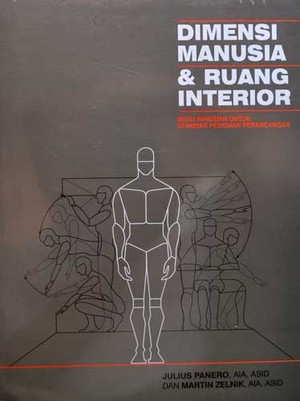 DIMENSI
MANUSIA
& RUANG
INTERIOR
BUKU PANDUAN UNTUK
STANDAR PEDOMAN PERANCANGAN
JULIUS PANERO, AIA, ASID
DAN MARTIN ZELNIK, AIA, ASID